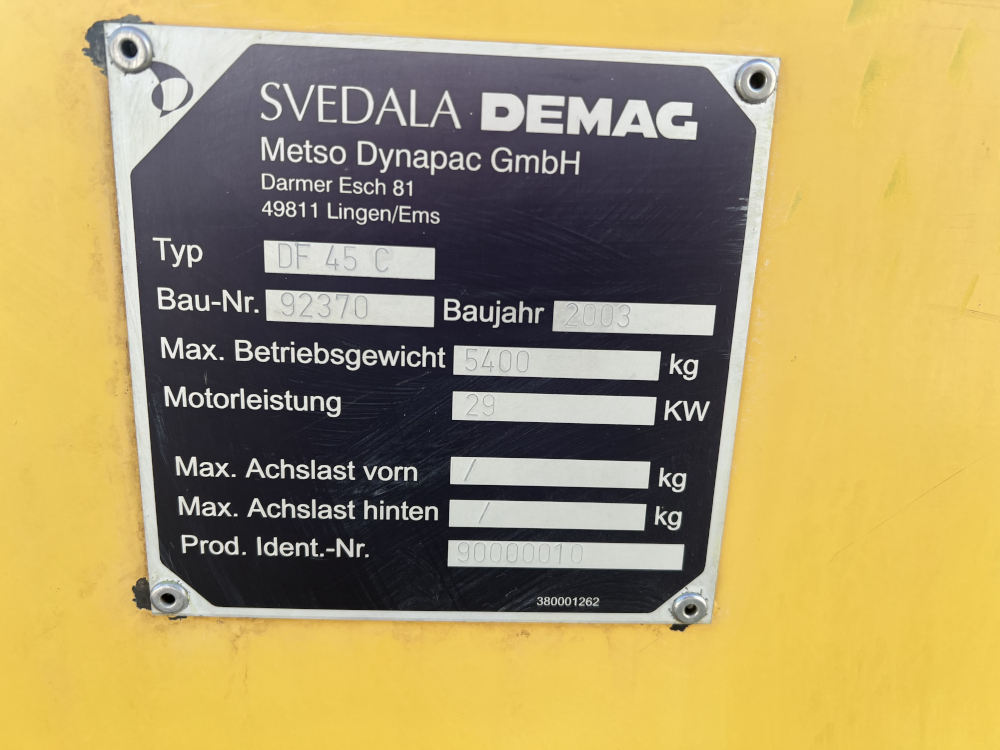 SVEDALA DEMAG
Metso Dynapac GmbH
Darmer Esch 81
49811 Lingen/Ems
Typ DF 45 C
Bau-Nr. 92370 Baujahr 2003
Max. Betriebsgewicht 5400 kg
Motorleistung 29 KW
Max. Achslast vorn / kg
Max. Achslast hinten / kg
Prod. Ident.-Nr. 90000010
380001262